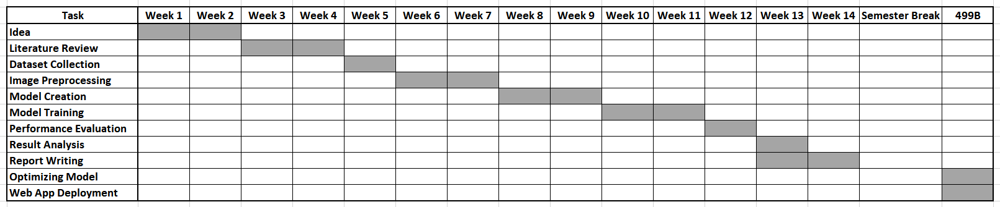 Task Week 1 Week 2 Week 3 Week 4 Week 5 Week 6 Week 7 Week 8 Week 9 Week 10 Week 11 Week 12 Week 13 Week 14 Semester Break 499B
Idea
Literature Review
Dataset Collection
Image Preprocessing
Model Creation
Model Training
Performance Evaluation
Result Analysis
Report Writing
Optimizing Model
Web App Deployment